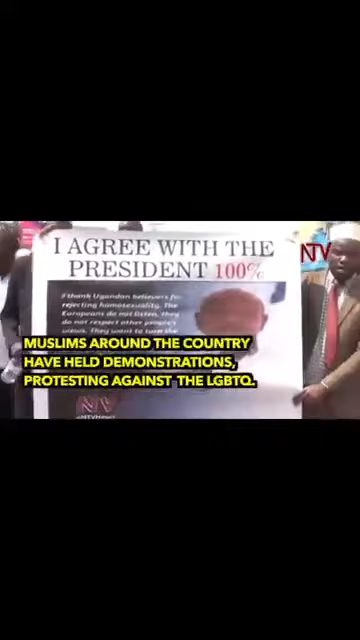 I AGREE WITH THE
PRESIDENT 100%
NTV
I thank Ugandan believers for
rejecting homosexuality. The
Europeans do not listen, they
do not respect other people's
views. They want to turn the
MUSLIMS AROUND THE COUNTRY
HAVE HELD DEMONSTRATIONS,
PROTESTING AGAINST THE LGBTQ.
NTV